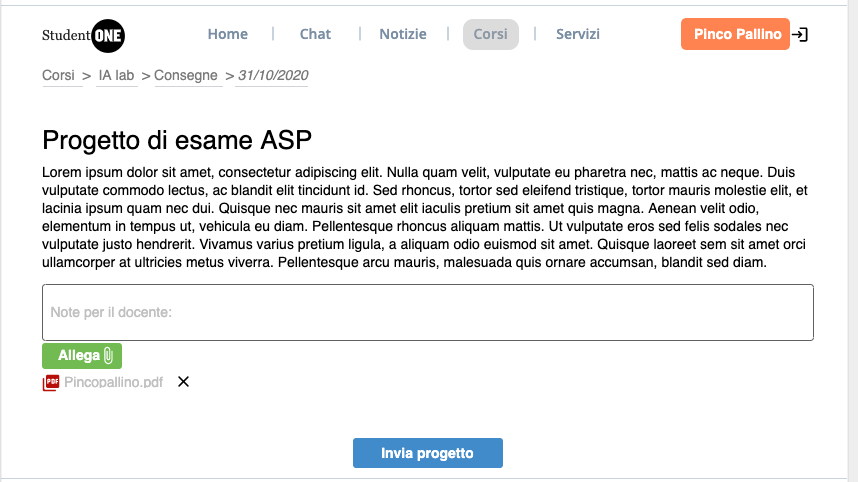 StudentONE Home | Chat | Notizie | Corsi | Servizi Pinco Pallino
Corsi > IA lab > Consegne > 31/10/2020
Progetto di esame ASP
Lorem ipsum dolor sit amet, consectetur adipiscing elit. Nulla quam velit, vulputate eu pharetra nec, mattis ac neque. Duis
vulputate commodo lectus, ac blandit elit tincidunt id. Sed rhoncus, tortor sed eleifend tristique, tortor mauris molestie elit, et
lacinia ipsum quam nec dui. Quisque nec mauris sit amet elit iaculis pretium sit amet quis magna. Aenean velit odio,
elementum in tempus ut, vehicula eu diam. Pellentesque rhoncus aliquam mattis. Ut vulputate eros sed felis sodales nec
vulputate justo hendrerit. Vivamus varius pretium ligula, a aliquam odio euismod sit amet. Quisque laoreet sem sit amet orci
ullamcorper at ultricies metus viverra. Pellentesque arcu mauris, malesuada quis ornare accumsan, blandit sed diam.
Note per il docente:
Allega
PDF Pincopallino.pdf
Invia progetto